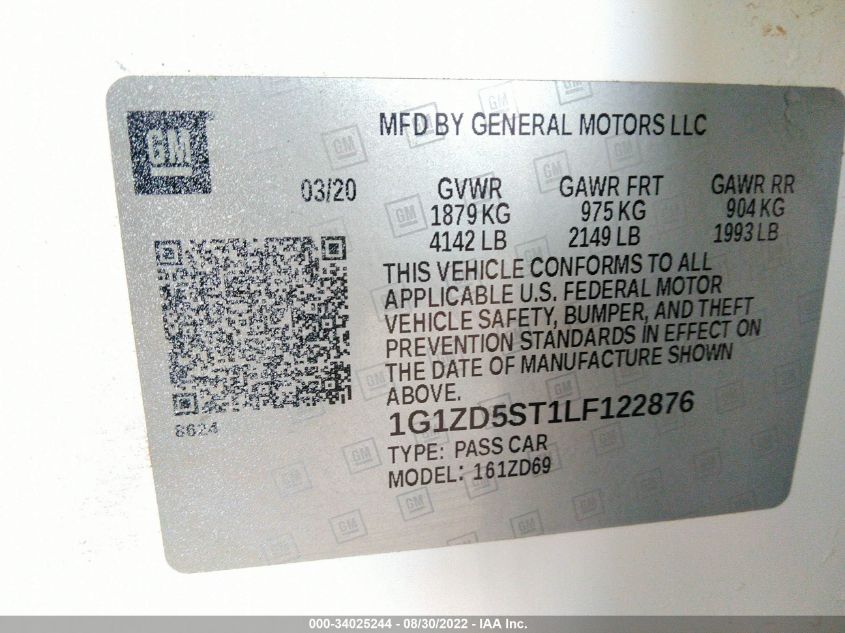 GM
MFD BY GENERAL MOTORS LLC
03/20
GVWR GAWR FRT GAWR RR
1879 KG 975 KG 904 KG
4142 LB 2149 LB 1993 LB
THIS VEHICLE CONFORMS TO ALL
APPLICABLE U.S. FEDERAL MOTOR
VEHICLE SAFETY, BUMPER, AND THEFT
PREVENTION STANDARDS IN EFFECT ON
THE DATE OF MANUFACTURE SHOWN
ABOVE.
8624
1G1ZD5ST1LF122876
TYPE: PASS CAR
MODEL: 161ZD69
000-34025244 - 08/30/2022 - IAA Inc.